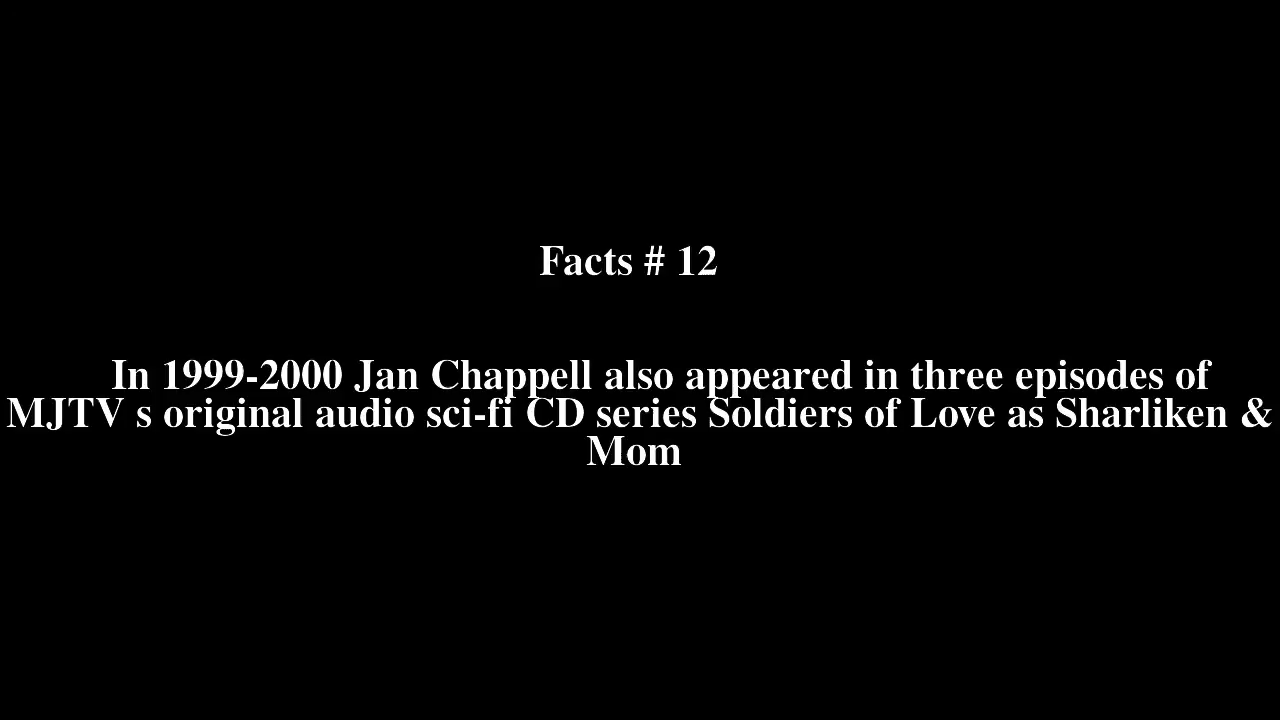 Facts # 12
In 1999-2000 Jan Chappell also appeared in three episodes of
MJTV s original audio sci-fi CD series Soldiers of Love as Sharliken &
Mom